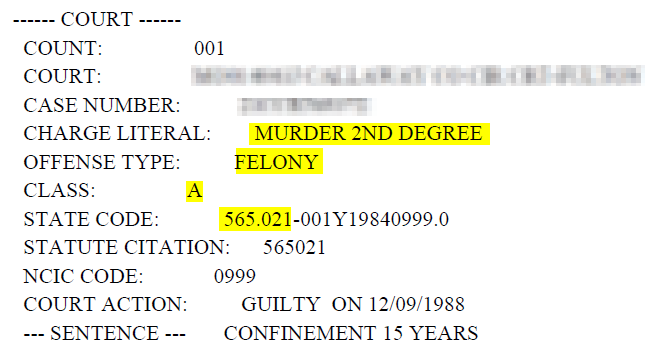 ------ COURT ------
COUNT: 001
COURT:
CASE NUMBER:
CHARGE LITERAL: MURDER 2ND DEGREE
OFFENSE TYPE: FELONY
CLASS: A
STATE CODE: 565.021-001Y19840999.0
STATUTE CITATION: 565021
NCIC CODE: 0999
COURT ACTION: GUILTY ON 12/09/1988
--- SENTENCE --- CONFINEMENT 15 YEARS